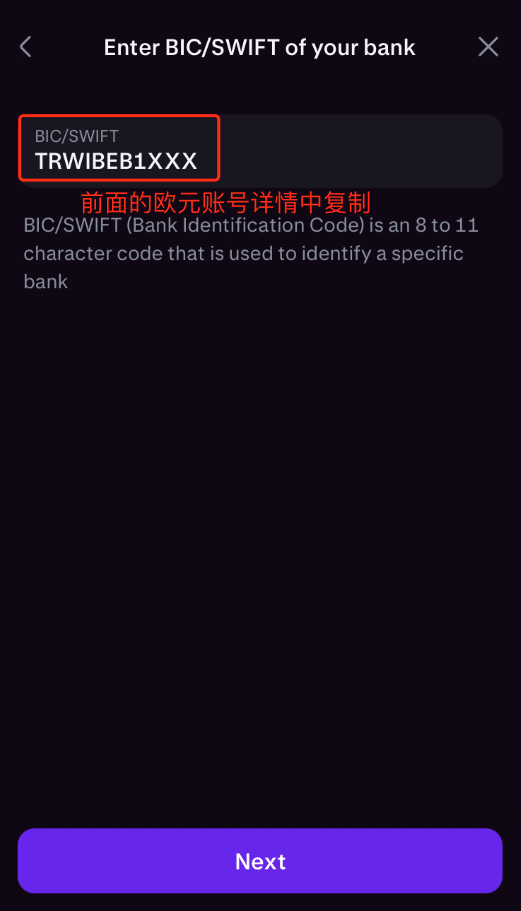 Enter BIC/SWIFT of your bank
BIC/SWIFT
TRWIBEB1XXX
前面的欧元账号详情中复制
BIC/SWIFT (Bank Identification Code) is an 8 to 11
character code that is used to identify a specific
bank
Next